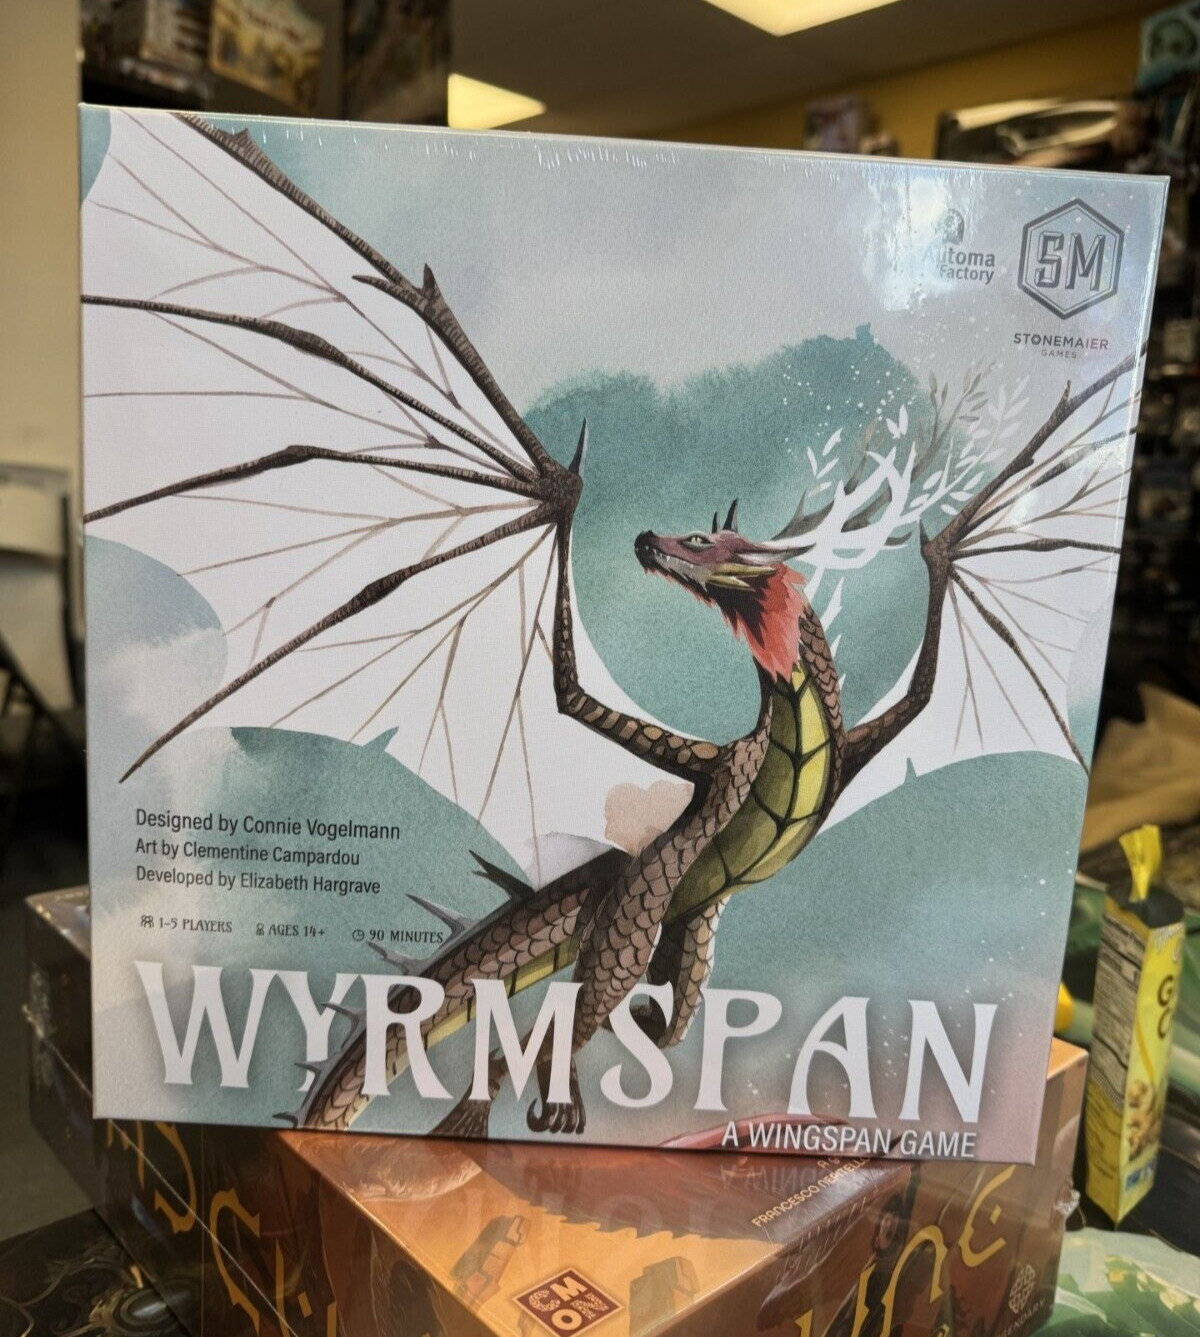 Automa
Factory
SM
STONEMAIER
GAMES
Designed by Connie Vogelmann
Art by Clementine Campardou
Developed by Elizabeth Hargrave
1-5 PLAYERS AGES 14+ 90 MINUTES
WYRMSPAN
A WINGSPAN GAME
FRANCESCO
CMON